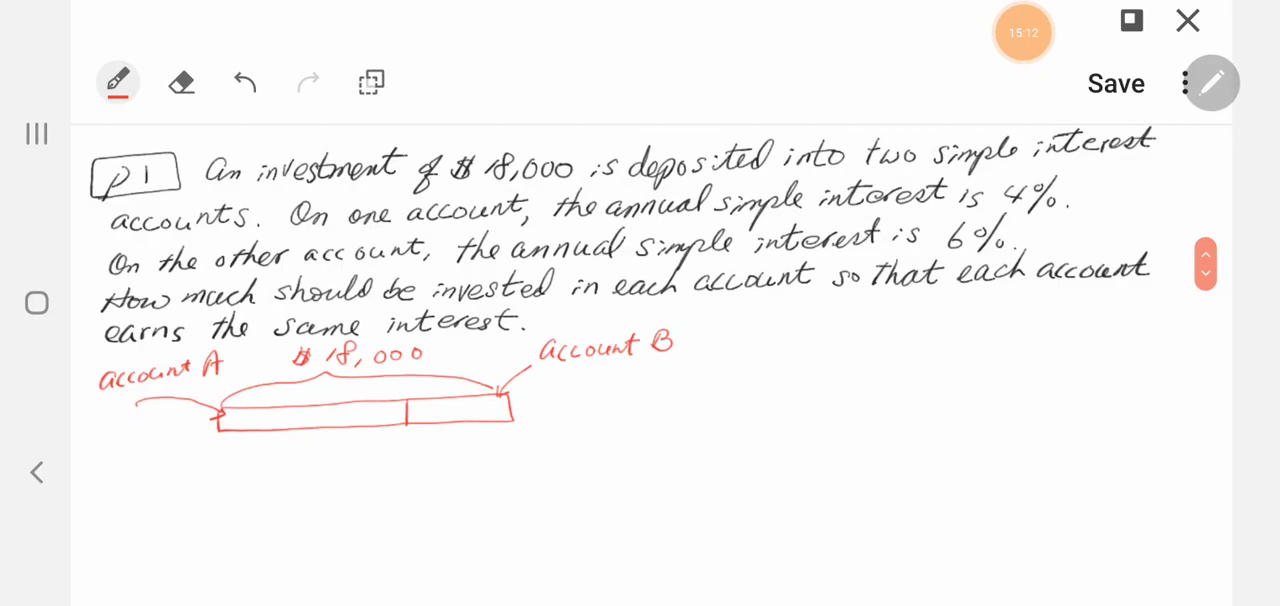 15:12
Save
P1 An investment of $ 18,000 is deposited into two simple interest
accounts. On one account, the annual simple interest is 4%.
On the other account, the annual simple interest is 6%.
How much should be invested in each account so that each account
earns the same interest.
account A $ 18,000 account B